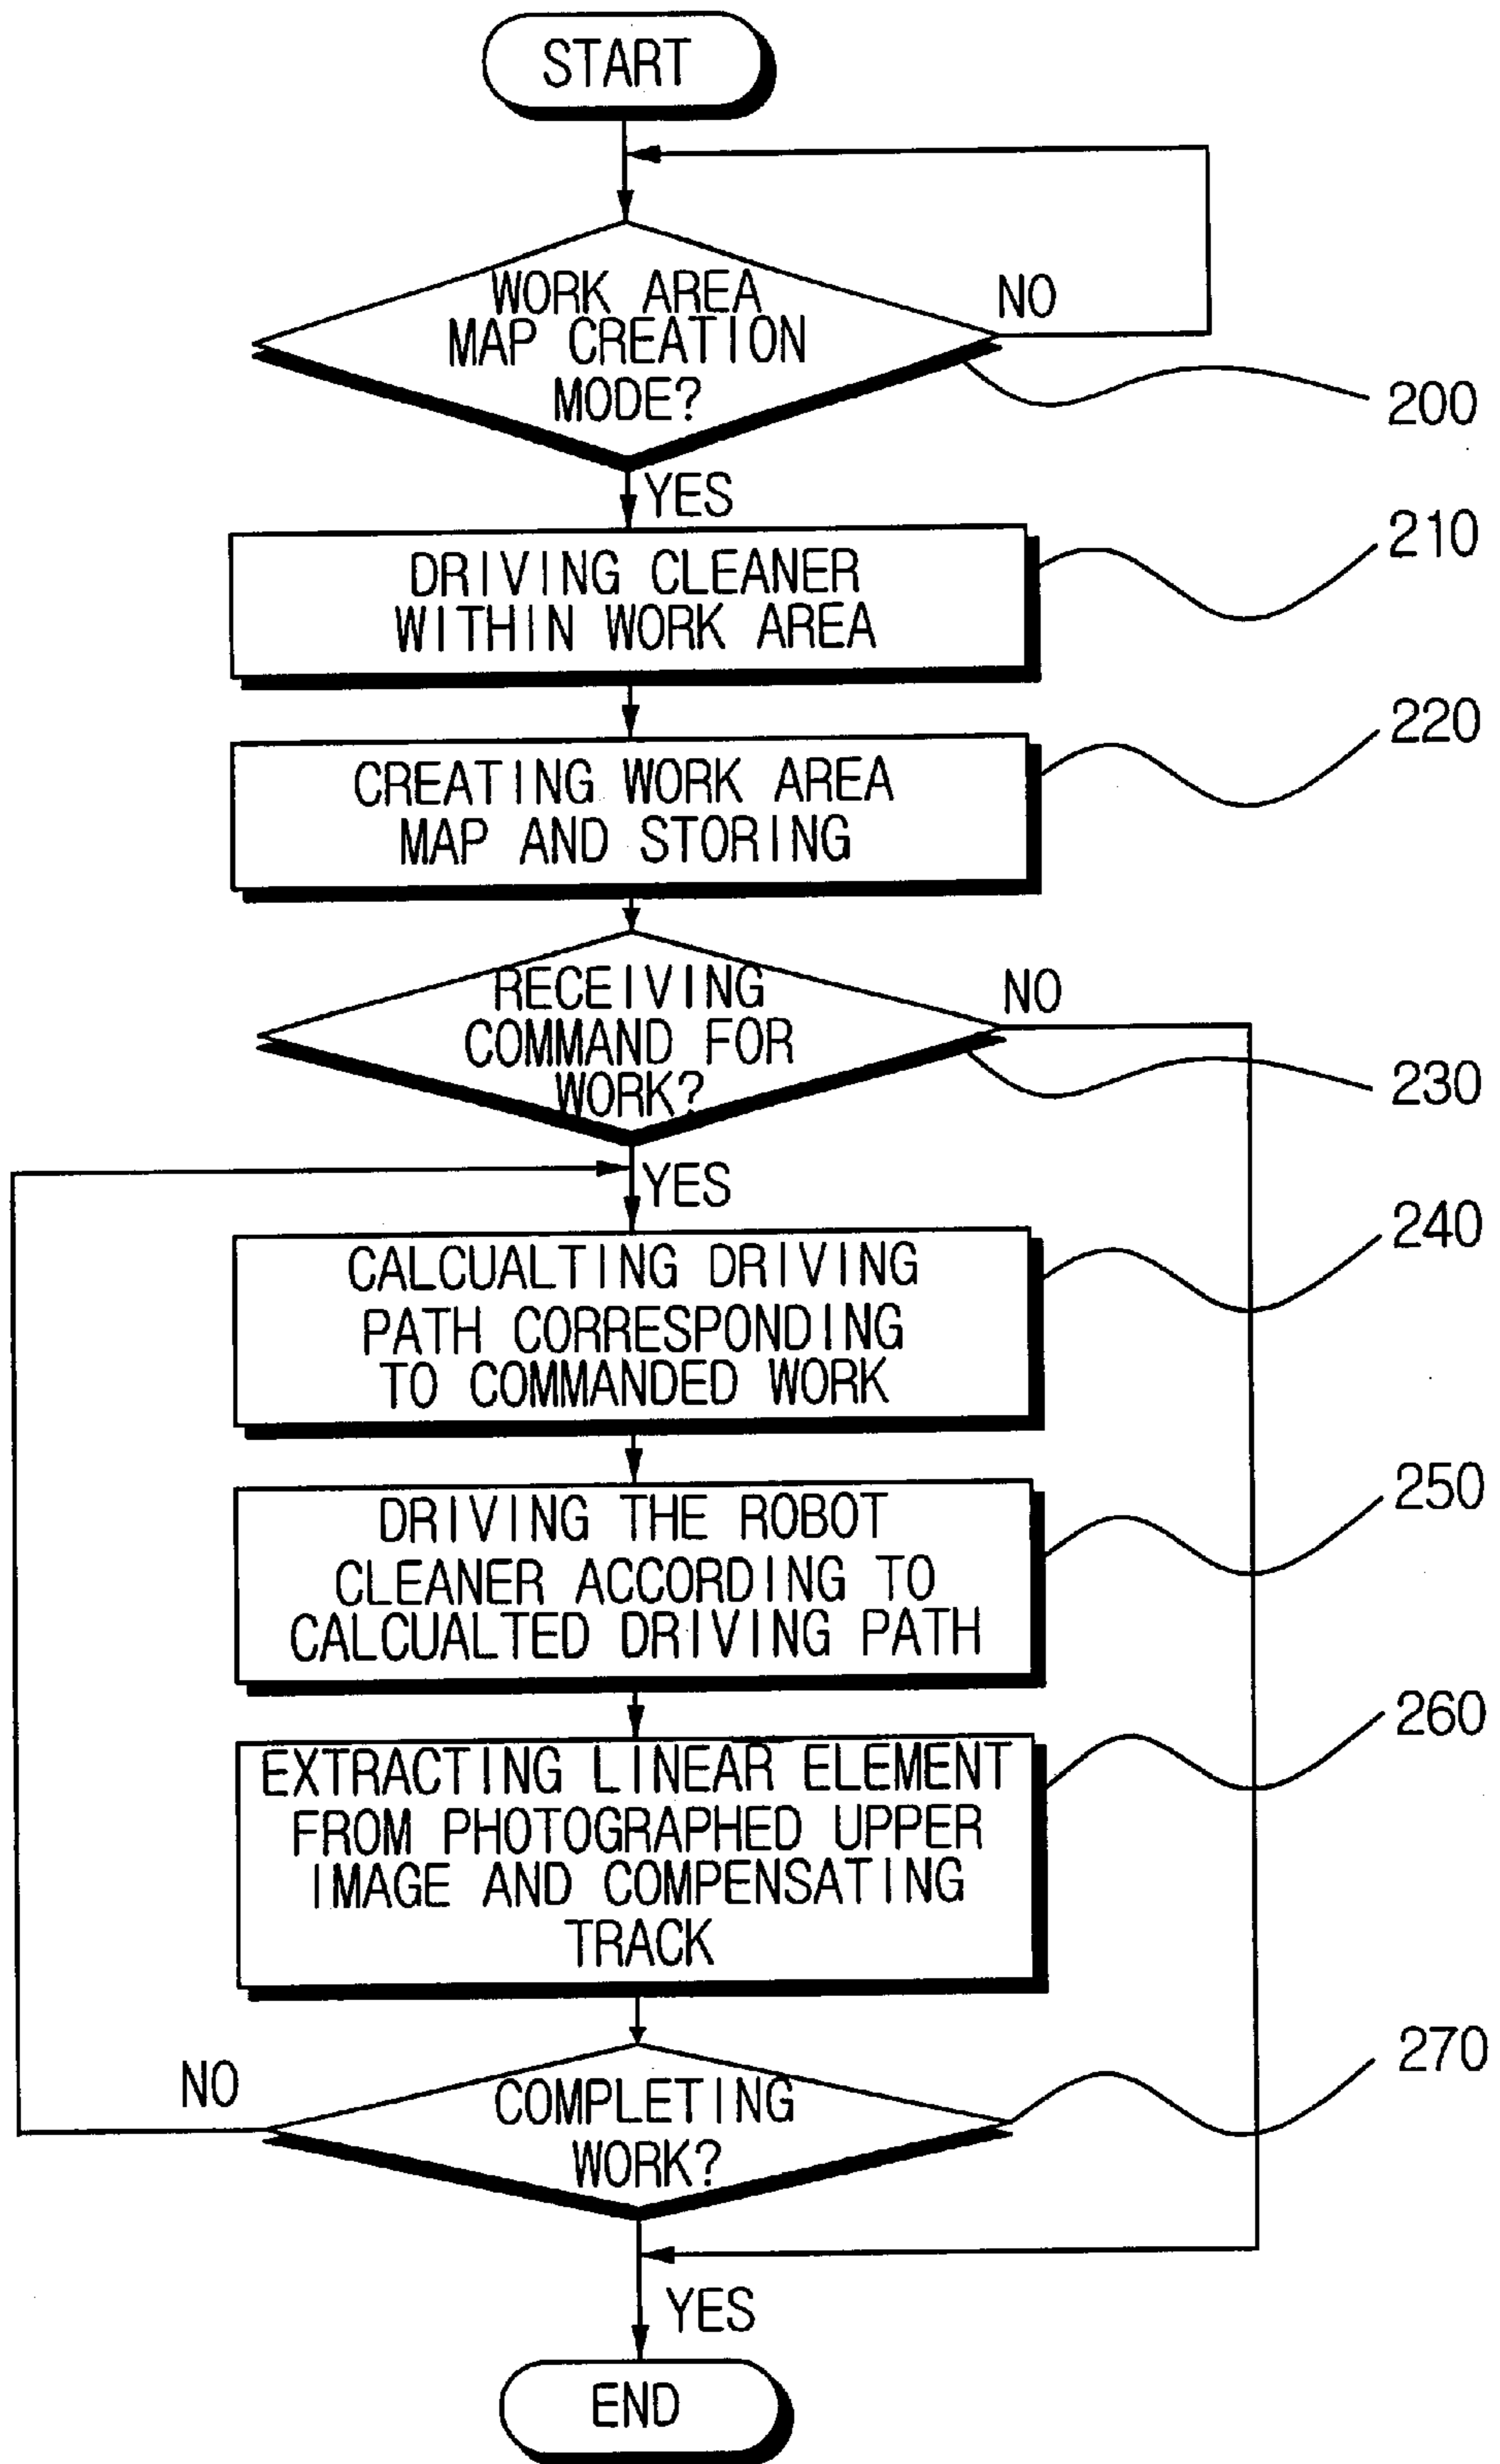 START
WORK AREA
MAP CREATION
MODE?
NO
200
YES
210
DRIVING CLEANER
WITHIN WORK AREA
220
CREATING WORK AREA
MAP AND STORING
RECEIVING
COMMAND FOR
WORK?
NO
230
YES
240
CALCUALTING DRIVING
PATH CORRESPONDING
TO COMMANDED WORK
250
DRIVING THE ROBOT
CLEANER ACCORDING TO
CALCUALTED DRIVING PATH
260
EXTRACTING LINEAR ELEMENT
FROM PHOTOGRAPHED UPPER
IMAGE AND COMPENSATING
TRACK
270
NO
COMPLETING
WORK?
YES
END